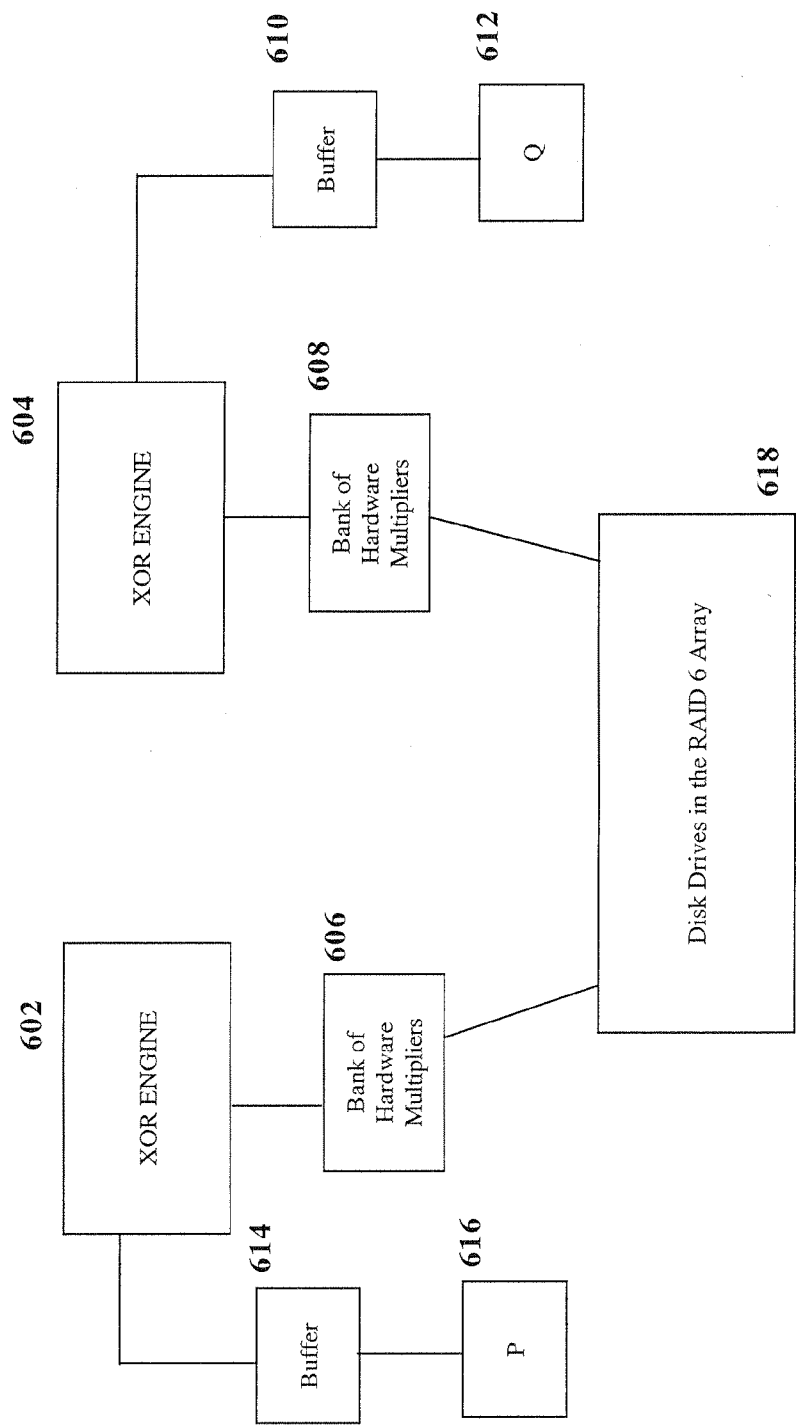 602
604
XOR ENGINE
XOR ENGINE
614
606
608
610
Buffer
Bank of
Hardware
Multipliers
Bank of
Hardware
Multipliers
Buffer
616
612
P
Q
618
Disk Drives in the RAID 6 Array